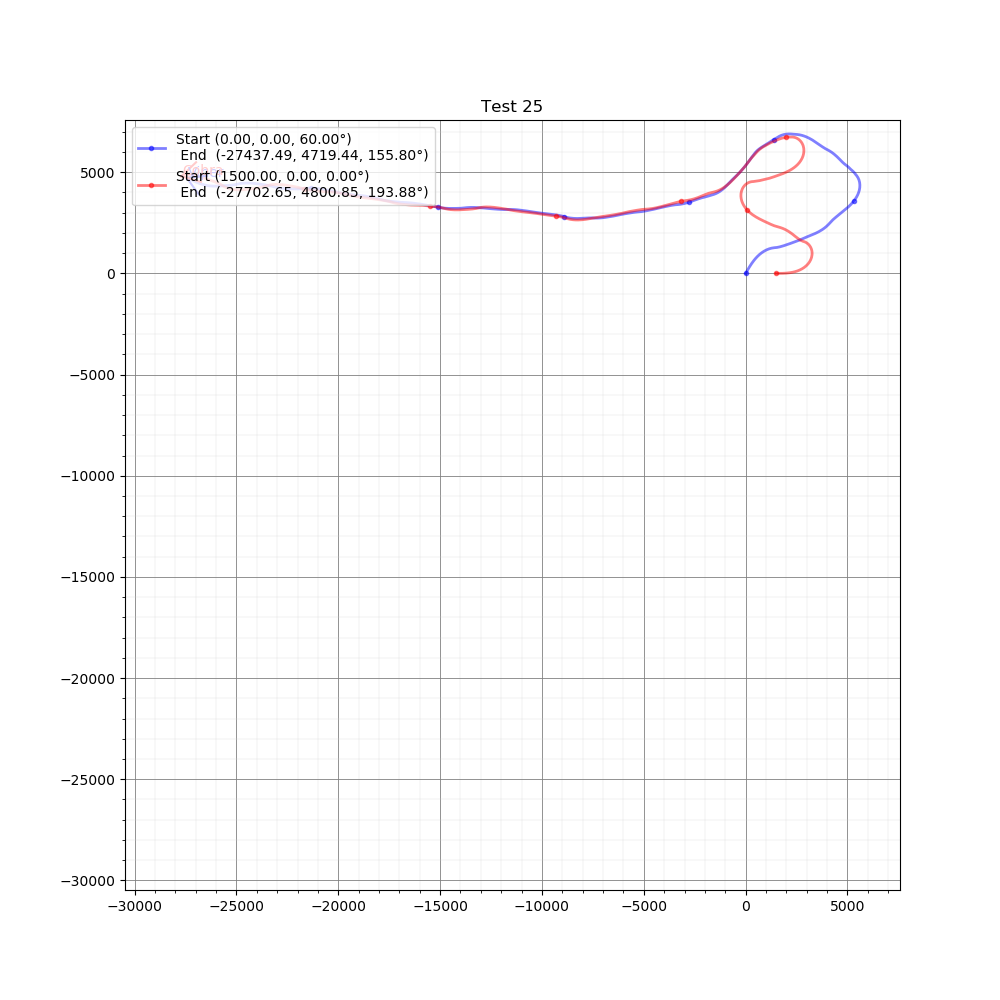 Test 25
Start (0.00, 0.00, 60.00°)
End (-27437.49, 4719.44, 155.80°)
Start (1500.00, 0.00, 0.00°)
End (-27702.65, 4800.85, 193.88°)
5000
0
−5000
−10000
−15000
−20000
−25000
−30000
−30000 −25000 −20000 −15000 −10000 −5000 0 5000